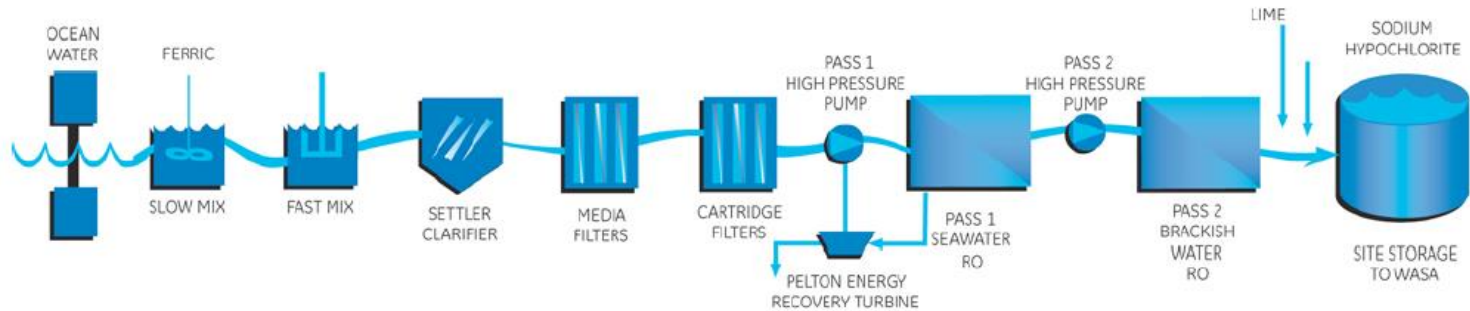 OCEAN
WATER
FERRIC
SLOW MIX
FAST MIX
SETTLER
CLARIFIER
MEDIA
FILTERS
CARTRIDGE
FILTERS
PASS 1
HIGH PRESSURE
PUMP
PELTON ENERGY
RECOVERY TURBINE
PASS 1
SEAWATER
RO
PASS 2
HIGH PRESSURE
PUMP
PASS 2
BRACKISH
WATER
RO
LIME
SODIUM
HYPOCHLORITE
SITE STORAGE
TO WASA